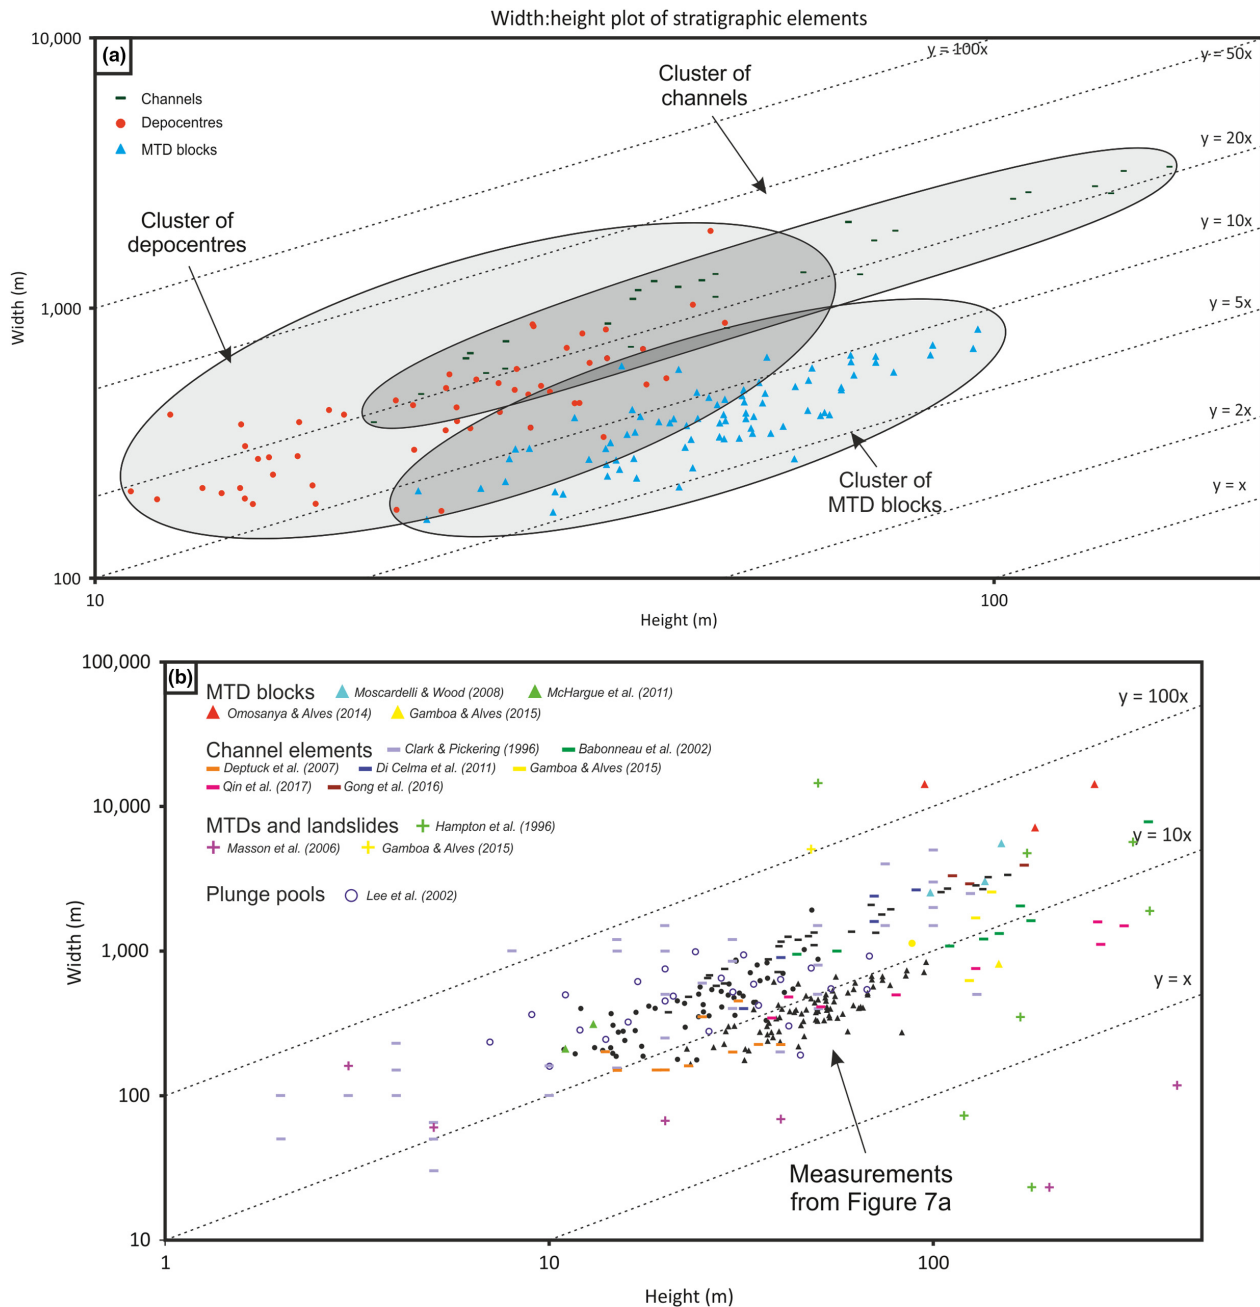 Width:height plot of stratigraphic elements
10,000
(a)
y = 100x
y = 50x
Cluster of
channels
Channels
Depocentres
MTD blocks
y = 20x
Cluster of
depocentres
y = 10x
Width (m)
1,000
y = 5x
y = 2x
Cluster of
MTD blocks
y = x
100
10
100
Height (m)
100,000
(b)
MTD blocks
Moscardelli & Wood (2008)
McHargue et al. (2011)
y = 100x
Omosanya & Alves (2014)
Gamboa & Alves (2015)
Channel elements
Clark & Pickering (1996)
Babonneau et al. (2002)
Deptuck et al. (2007)
Di Celma et al. (2011)
Gamboa & Alves (2015)
Qin et al. (2017)
Gong et al. (2016)
10,000
MTDs and landslides
Hampton et al. (1996)
y = 10x
Masson et al. (2006)
Gamboa & Alves (2015)
Plunge pools
Lee et al. (2002)
Width (m)
1,000
y = x
100
Measurements
from Figure 7a
10
1
10
100
Height (m)